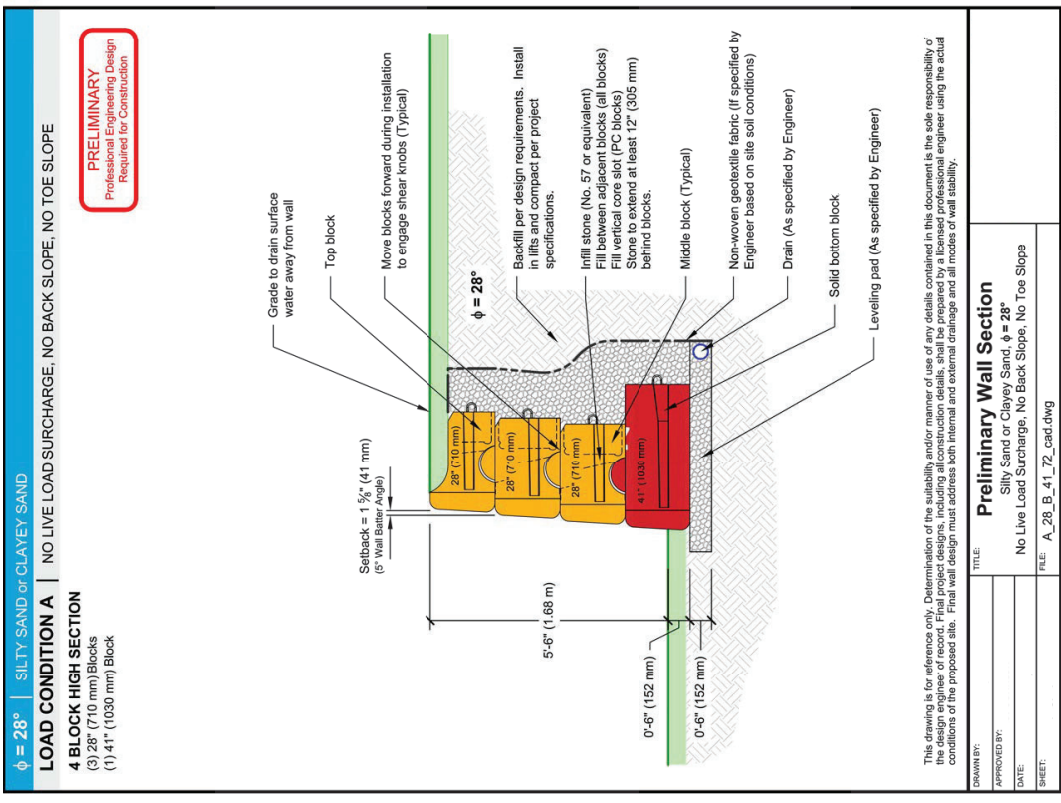 ϕ = 28° | SILTY SAND or CLAYEY SAND
LOAD CONDITION A | NO LIVE LOAD SURCHARGE, NO BACK SLOPE, NO TOE SLOPE
4 BLOCK HIGH SECTION
(3) 28" (710 mm) Blocks
(1) 41" (1030 mm) Block
PRELIMINARY
Professional Engineering Design
Required for Construction
Grade to drain surface
water away from wall
Top block
Move blocks forward during installation
to engage shear knobs (Typical)
ϕ = 28°
Backfill per design requirements. Install
in lifts and compact per project
specifications.
Infill stone (No. 57 or equivalent)
Fill between adjacent blocks (all blocks)
Fill vertical core slot (PC blocks)
Stone to extend at least 12" (305 mm)
behind blocks.
Middle block (Typical)
Non-woven geotextile fabric (If specified by
Engineer based on site soil conditions)
Drain (As specified by Engineer)
Solid bottom block
Leveling pad (As specified by Engineer)
Setback = 1 ⅝" (41 mm)
(5° Wall Batter Angle)
28" (710 mm)
28" (710 mm)
28" (710 mm)
41" (1030 mm)
5'-6" (1.68 m)
0'-6" (152 mm)
0'-6" (152 mm)
This drawing is for reference only. Determination of the suitability and/or manner of use of any details contained in this document is the sole responsibility of
the design engineer of record. Final project designs, including all construction details, shall be prepared by a licensed professional engineer using the actual
conditions of the proposed site. Final wall design must address both internal and external drainage and all modes of wall stability.
DRAWN BY:
APPROVED BY:
DATE:
SHEET:
TITLE:
Preliminary Wall Section
Silty Sand or Clayey Sand, ϕ = 28°
No Live Load Surcharge, No Back Slope, No Toe Slope
FILE: A_28_B_41_72_cad.dwg